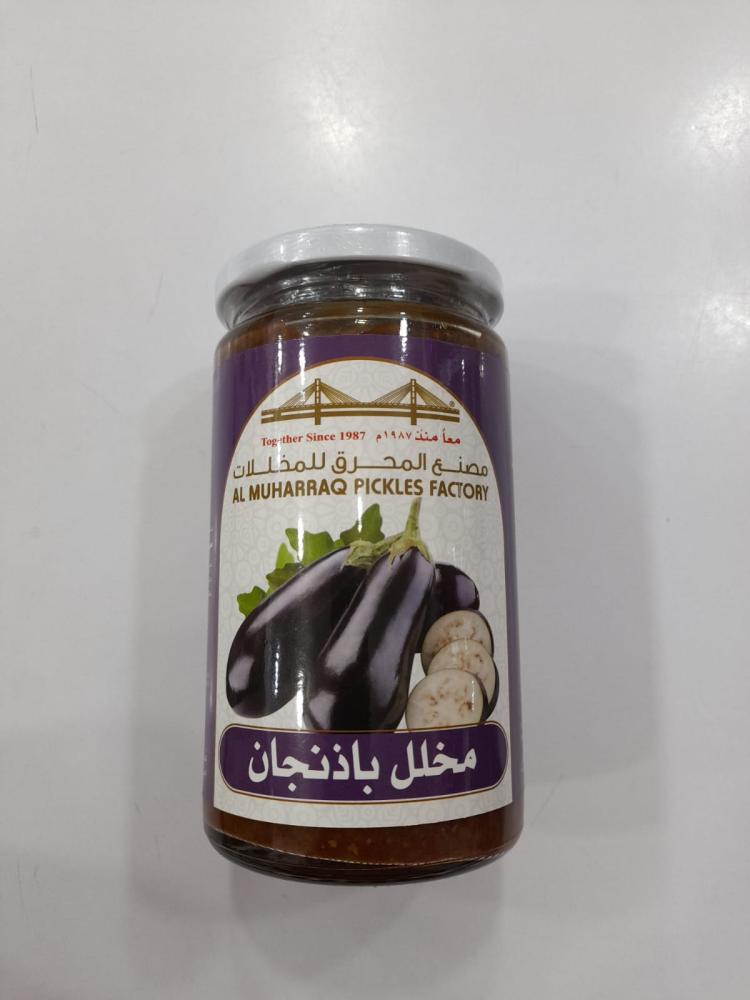 Together Since 1987 معاً منذ ١٩٨٧م
مصنع المحرق للمخللات
AL MUHARRAQ PICKLES FACTORY
مخلل باذنجان